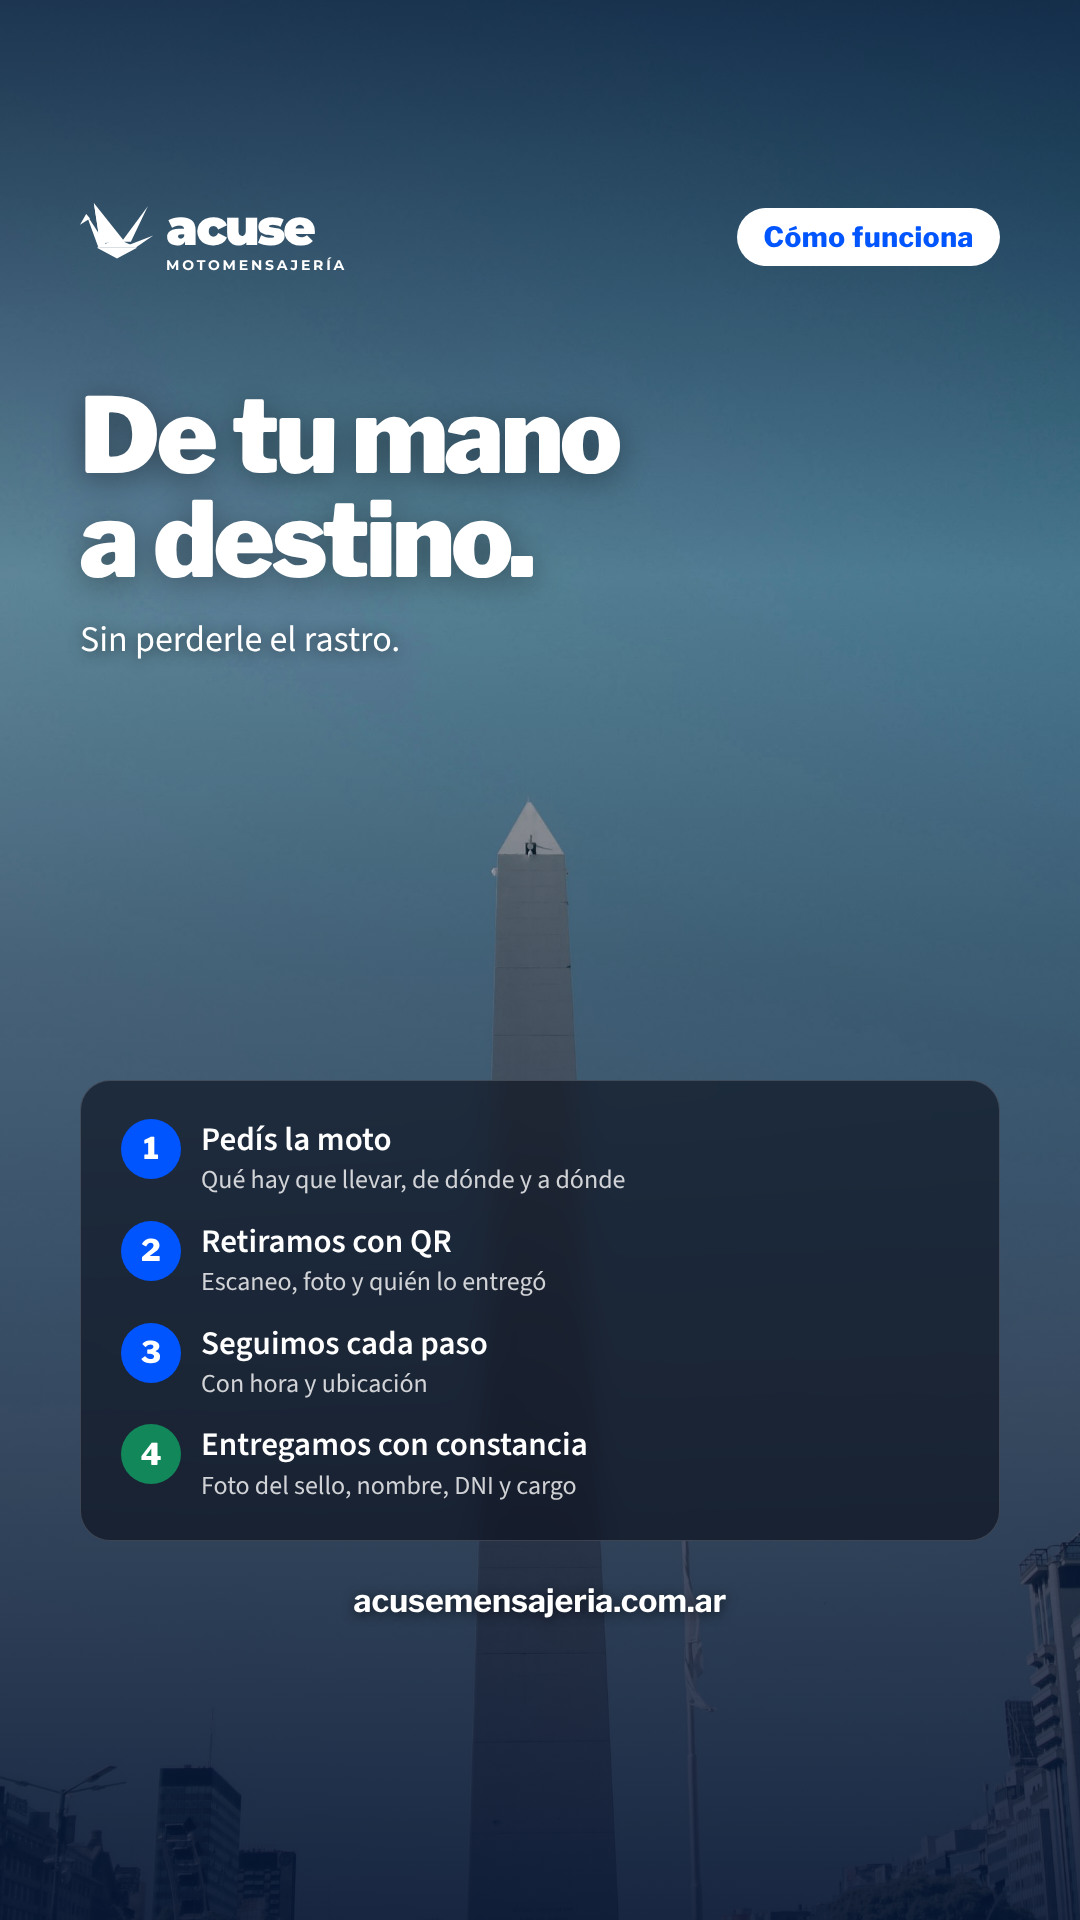 acuse
MOTOMENSAJERÍA
Cómo funciona
De tu mano
a destino.
Sin perderle el rastro.
1
Pedís la moto
Qué hay que llevar, de dónde y a dónde
2
Retiramos con QR
Escaneo, foto y quién lo entregó
3
Seguimos cada paso
Con hora y ubicación
4
Entregamos con constancia
Foto del sello, nombre, DNI y cargo
acusemensajeria.com.ar